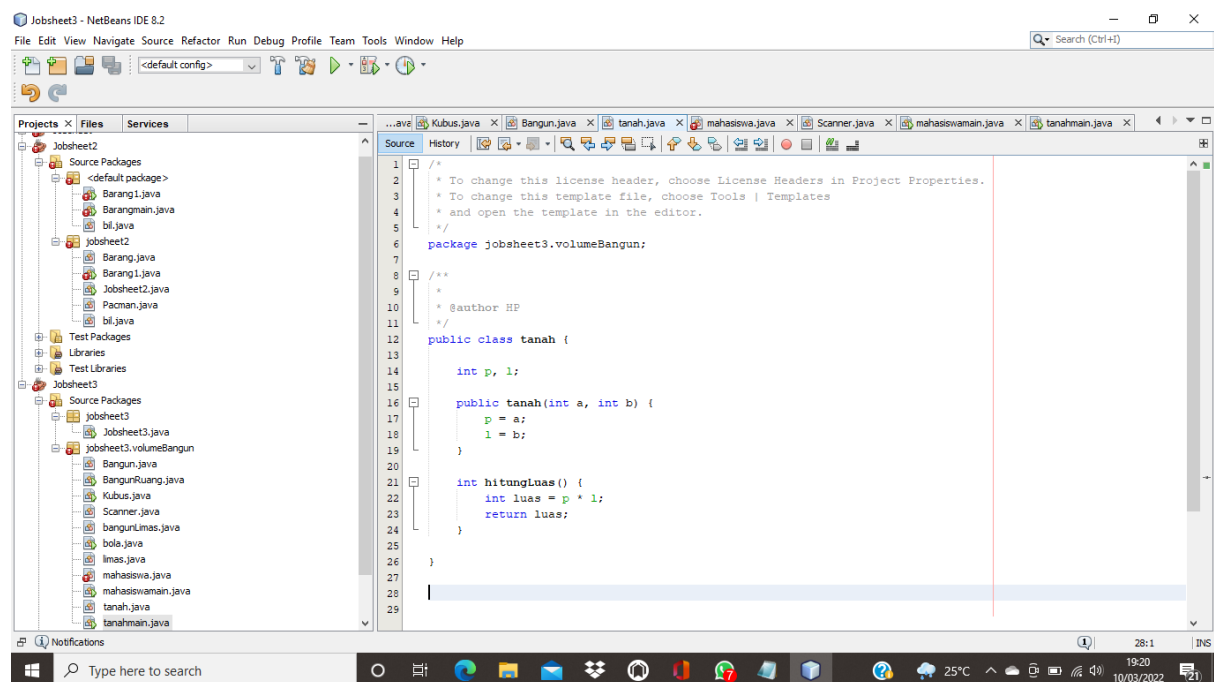 Jobsheet3 - NetBeans IDE 8.2
File Edit View Navigate Source Refactor Run Debug Profile Team Tools Window Help
Search (Ctrl+I)
<default config>
Projects Files Services
...ava Kubus.java Bangun.java tanah.java mahasiswa.java Scanner.java mahasiswamain.java tanahmain.java
Source History
Jobsheet2
Source Packages
<default package>
Barang1.java
Barangmain.java
bil.java
jobsheet2
Barang.java
Barang1.java
Jobsheet2.java
Pacman.java
bil.java
Test Packages
Libraries
Test Libraries
Jobsheet3
Source Packages
jobsheet3
Jobsheet3.java
jobsheet3.volumeBangun
Bangun.java
BangunRuang.java
Kubus.java
Scanner.java
bangunLimas.java
bola.java
limas.java
mahasiswa.java
mahasiswamain.java
tanah.java
tanahmain.java
1 /*
2 * To change this license header, choose License Headers in Project Properties.
3 * To change this template file, choose Tools | Templates
4 * and open the template in the editor.
5 */
6 package jobsheet3.volumeBangun;
7
8 /**
9 *
10 * @author HP
11 */
12 public class tanah {
13
14 int p, l;
15
16 public tanah(int a, int b) {
17 p = a;
18 l = b;
19 }
20
21 int hitungLuas() {
22 int luas = p * l;
23 return luas;
24 }
25
26 }
27
28
29
Notifications
1
28:1
INS
Type here to search
25°C
19:20
10/03/2022